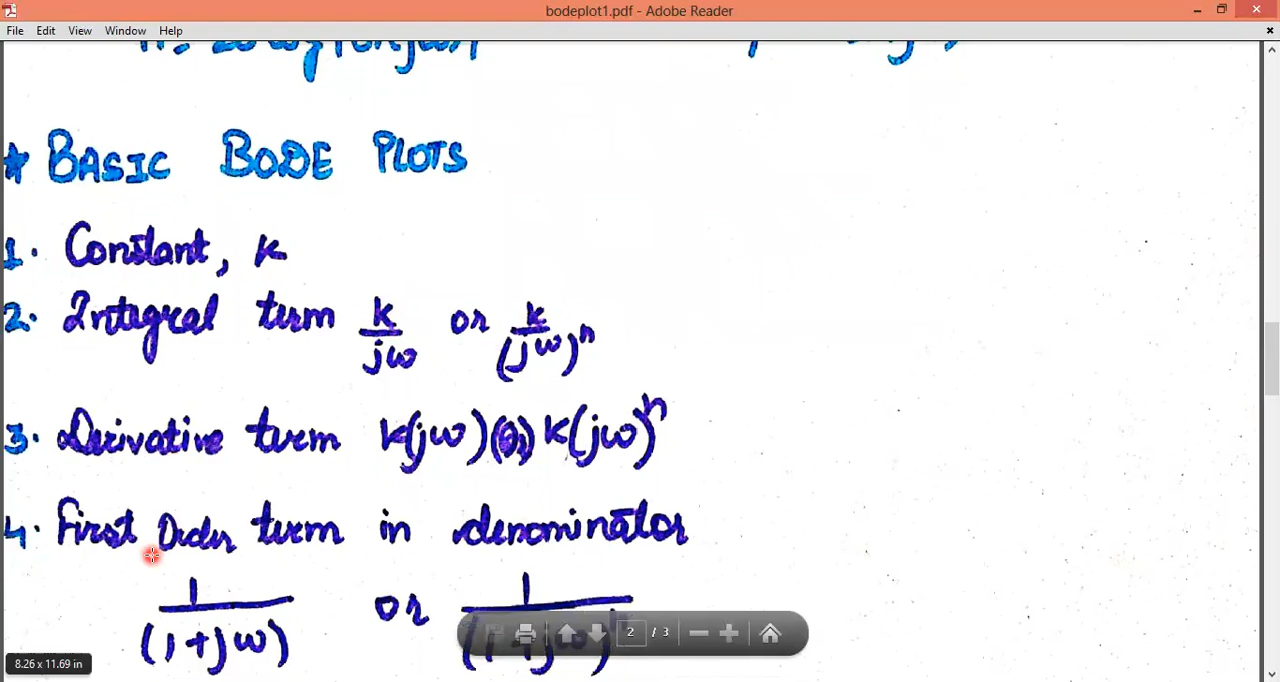 bodeplot1.pdf - Adobe Reader
File Edit View Window Help
* BASIC BODE PLOTS
1. Constant, K
2. Integral term K/jω or K/(jω)^n
3. Derivative term K(jω) (or) K(jω)^n
4. First Order term in denominator
1/(1+jω) or
2 / 3
8.26 x 11.69 in